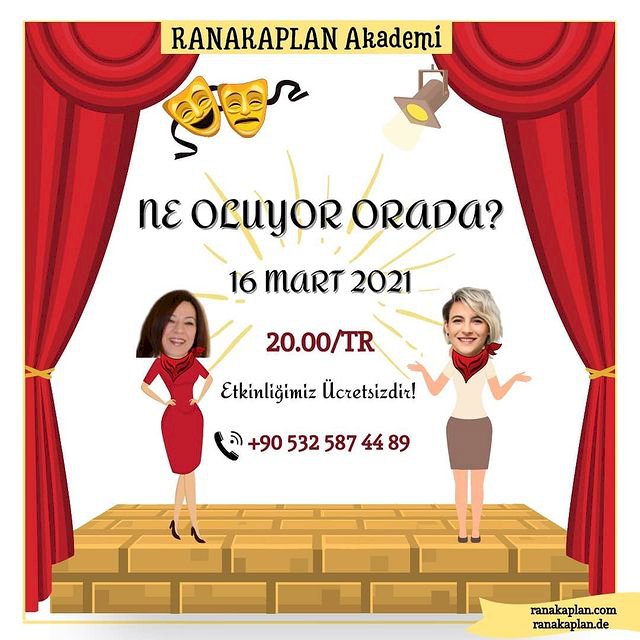 RANAKAPLAN Akademi
NE OLUYOR ORADA?
16 MART 2021
20.00/TR
Etkinliğimiz Ücretsizdir!
+90 532 587 44 89
ranakaplan.com
ranakaplan.de